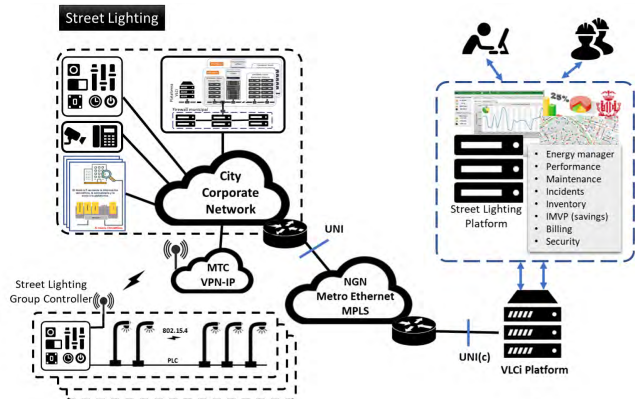 Street Lighting
Firewall municipal
City
Corporate
Network
UNI
MTC
VPN-IP
Street Lighting
Group Controller
802.15.4
PLC
NGN
Metro Ethernet
MPLS
UNI(c)
VLCi Platform
25%
Street Lighting
Platform
• Energy manager
• Performance
• Maintenance
• Incidents
• Inventory
• IMVP (savings)
• Billing
• Security